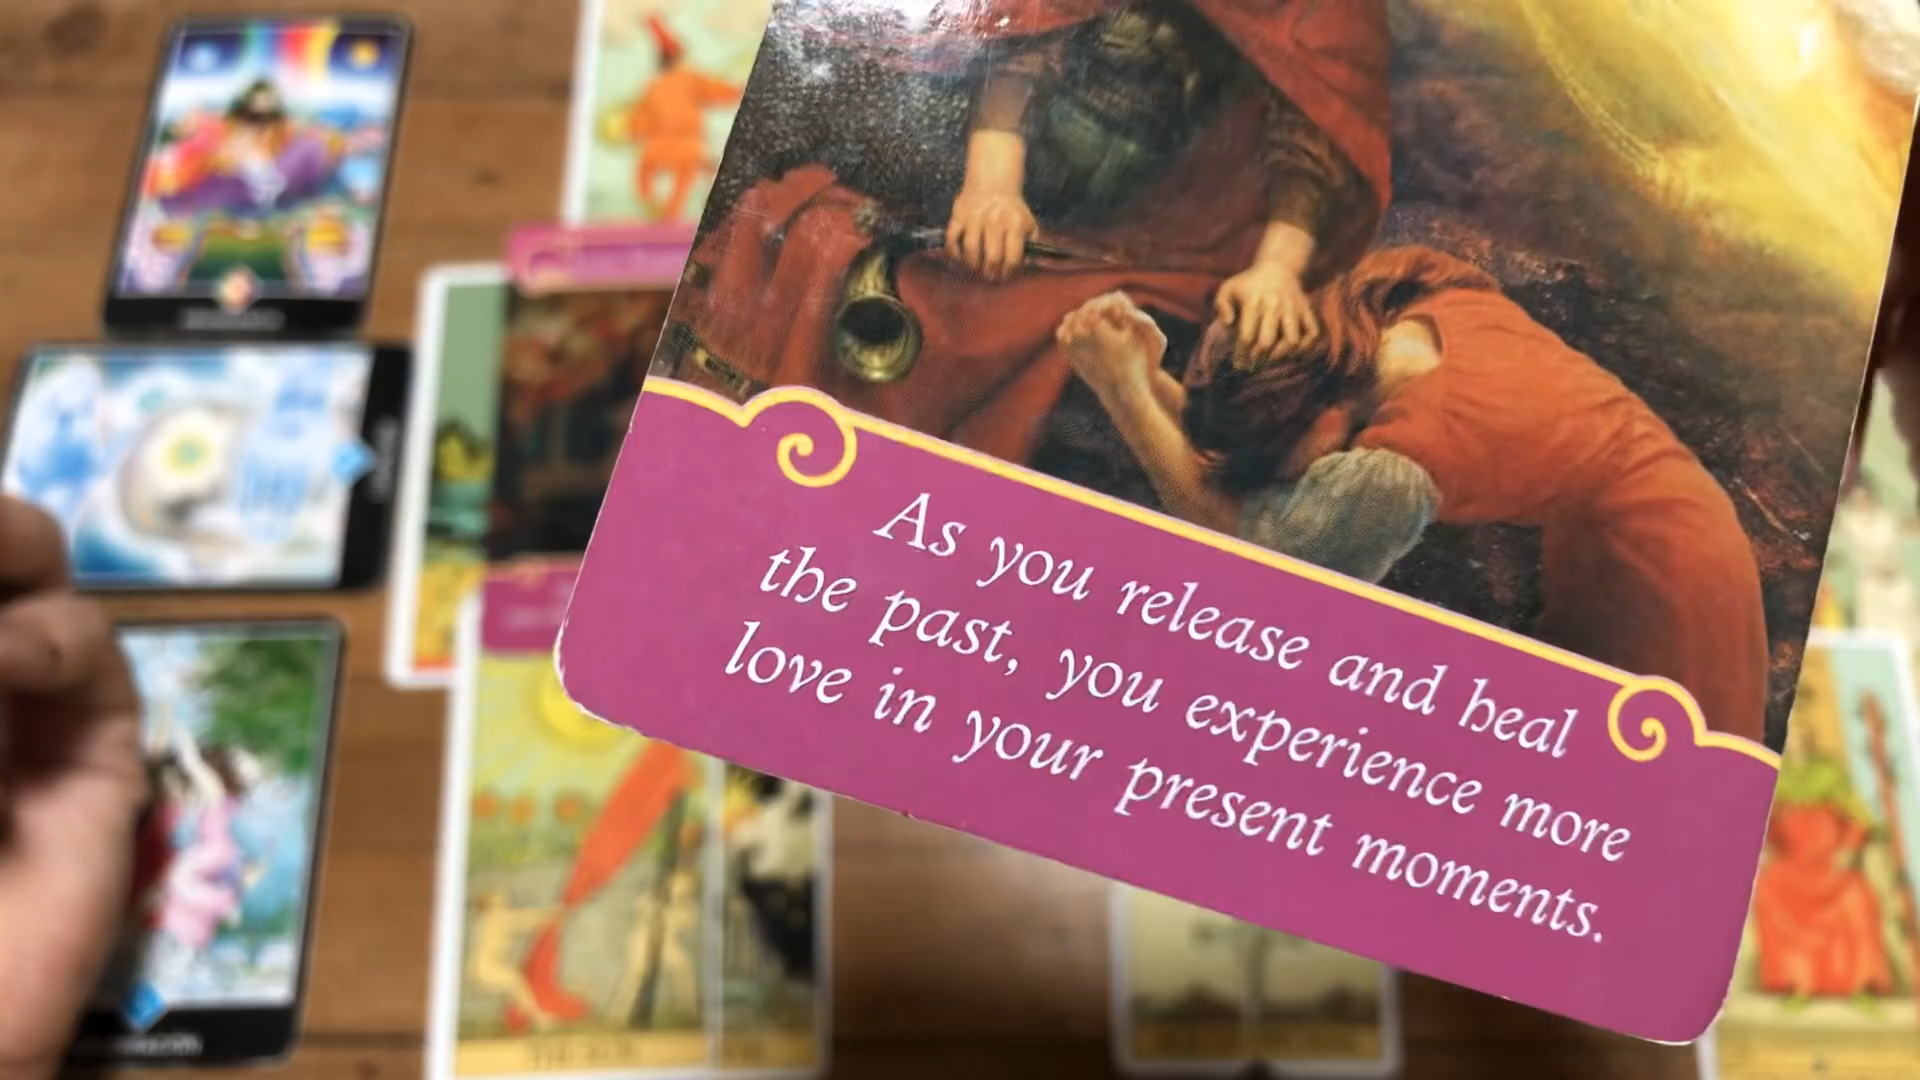 As you release and heal
the past, you experience more
love in your present moments.